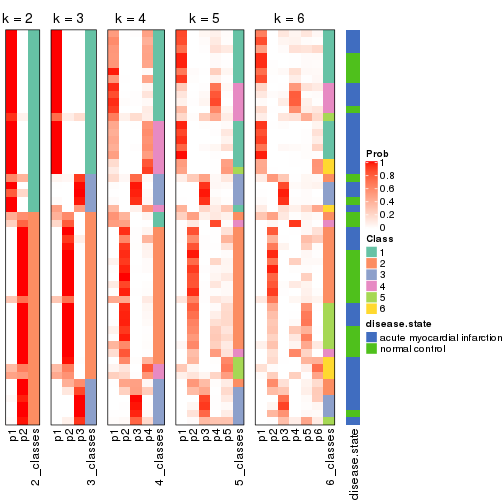 k = 2
k = 3
k = 4
k = 5
k = 6
p1
p2
2_classes
p1
p2
p3
3_classes
p1
p2
p3
p4
4_classes
p1
p2
p3
p4
p5
5_classes
p1
p2
p3
p4
p5
p6
6_classes
disease.state
Prob
1
0.8
0.6
0.4
0.2
0
Class
1
2
3
4
5
6
disease.state
acute myocardial infarction
normal control